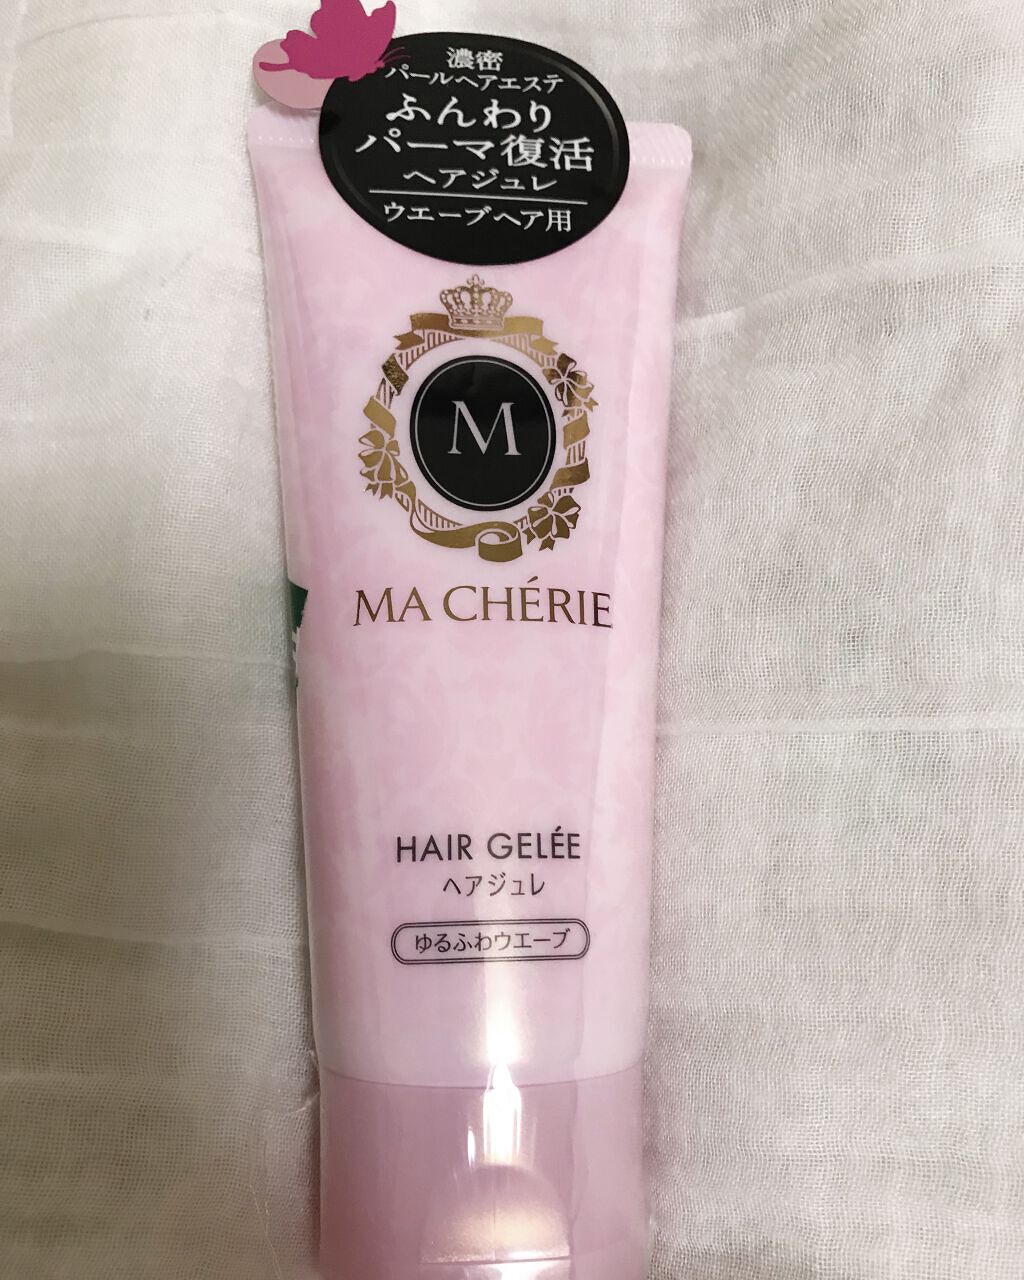 濃密
パールヘアエステ
ふんわり
パーマ復活
ヘアジュレ
ウエーブヘア用
M
MA CHÉRIE
HAIR GELÉE
ヘアジュレ
ゆるふわウエーブ